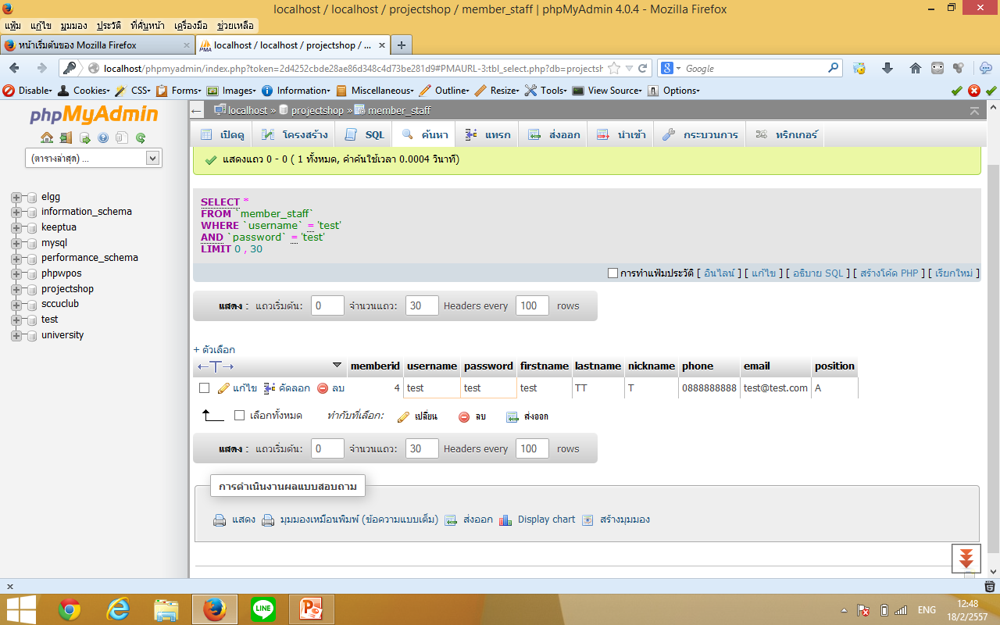 localhost / localhost / projectshop / member_staff | phpMyAdmin 4.0.4 - Mozilla Firefox
แฟ้ม แก้ไข มุมมอง ประวัติ ที่คั่นหน้า เครื่องมือ ช่วยเหลือ
หน้าเริ่มต้นของ Mozilla Firefox
localhost / localhost / projectshop / ...
localhost/phpmyadmin/index.php?token=2d4252cbde28ae86d348c4d73be281d9#PMAURL-3:tbl_select.php?db=projectsh
Google
Disable Cookies CSS Forms Images Information Miscellaneous Outline Resize Tools View Source Options
phpMyAdmin
(ตารางล่าสุด) ...
elgg
information_schema
keeptua
mysql
performance_schema
phpwpos
projectshop
sccuclub
test
university
localhost » projectshop » member_staff
เปิดดู โครงสร้าง SQL ค้นหา แทรก ส่งออก นำเข้า กระบวนการ ทริกเกอร์
แสดงแถว 0 - 0 ( 1 ทั้งหมด, คำค้นใช้เวลา 0.0004 วินาที)
SELECT *
FROM `member_staff`
WHERE `username` = 'test'
AND `password` = 'test'
LIMIT 0 , 30
การทำแฟ้มประวัติ [ อินไลน์ ] [ แก้ไข ] [ อธิบาย SQL ] [ สร้างโค้ด PHP ] [ เรียกใหม่ ]
แสดง : แถวเริ่มต้น: 0 จำนวนแถว: 30 Headers every 100 rows
+ ตัวเลือก
←T→ memberid username password firstname lastname nickname phone email position
แก้ไข คัดลอก ลบ 4 test test test TT T 0888888888 test@test.com A
เลือกทั้งหมด ทำกับที่เลือก: เปลี่ยน ลบ ส่งออก
แสดง : แถวเริ่มต้น: 0 จำนวนแถว: 30 Headers every 100 rows
การดำเนินงานผลแบบสอบถาม
แสดง มุมมองเหมือนพิมพ์ (ข้อความแบบเต็ม) ส่งออก Display chart สร้างมุมมอง
LINE
ENG
12:48
18/2/2557